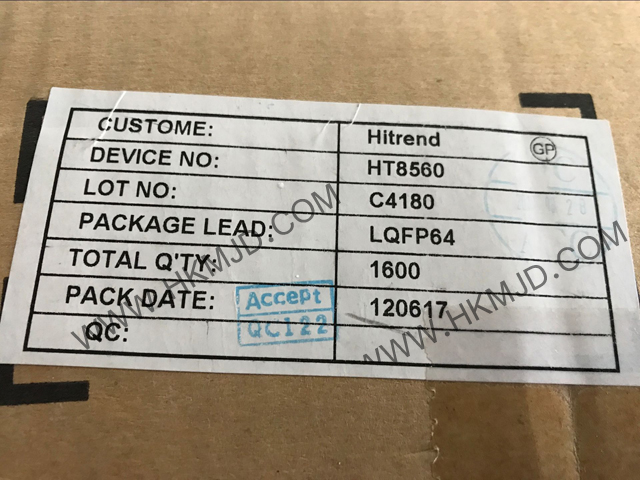 CUSTOME: Hitrend GP
DEVICE NO: HT8560
LOT NO: C4180
PACKAGE LEAD: LQFP64
TOTAL Q'TY: 1600
PACK DATE: 120617
QC:
Accept
QC122
WWW.HKMJD.COM
WWW.HKMJD.COM